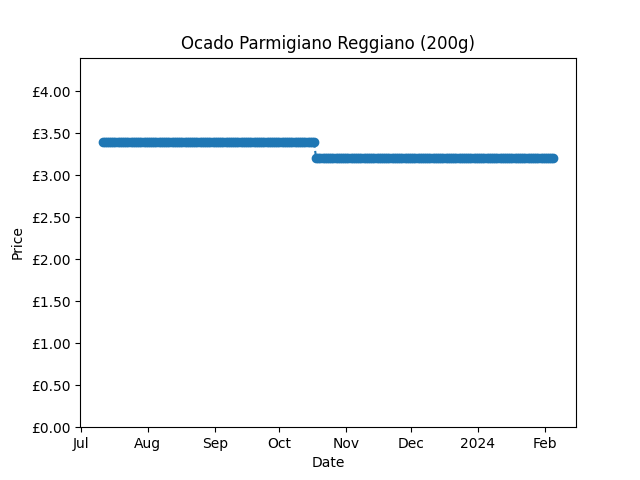 Ocado Parmigiano Reggiano (200g)
£4.00
£3.50
£3.00
£2.50
£2.00
£1.50
£1.00
£0.50
£0.00
Price
Jul Aug Sep Oct Nov Dec 2024 Feb
Date